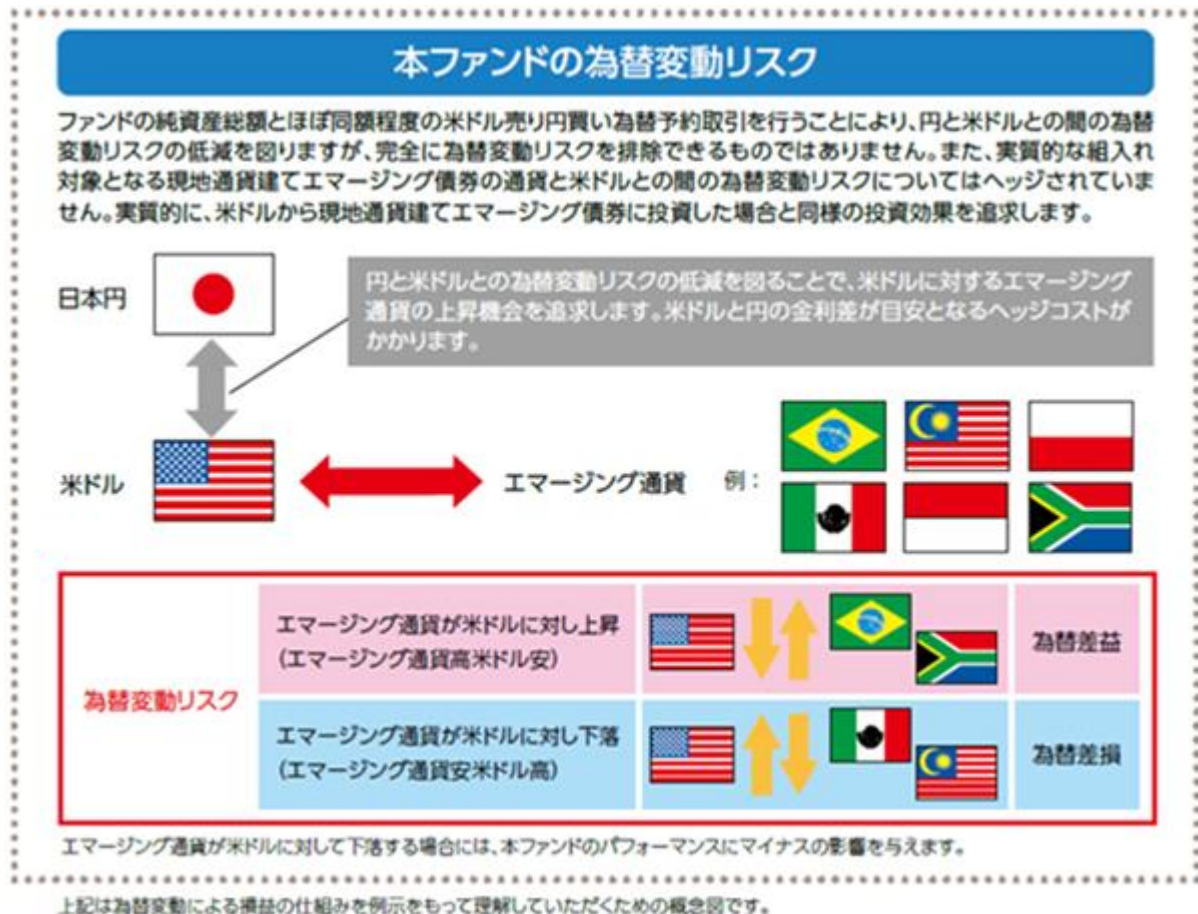 本ファンドの為替変動リスク
ファンドの純資産総額とほぼ同額程度の米ドル売り円買い為替予約取引を行うことにより、円と米ドルとの間の為替
変動リスクの低減を図りますが、完全に為替変動リスクを排除できるものではありません。また、実質的な組入れ
対象となる現地通貨建てエマージング債券の通貨と米ドルとの間の為替変動リスクについてはヘッジされていま
せん。実質的に、米ドルから現地通貨建てエマージング債券に投資した場合と同様の投資効果を追求します。
日本円
円と米ドルとの為替変動リスクの低減を図ることで、米ドルに対するエマージング
通貨の上昇機会を追求します。米ドルと円の金利差が目安となるヘッジコストが
かかります。
米ドル
エマージング通貨
例:
為替変動リスク
エマージング通貨が米ドルに対し上昇
(エマージング通貨高米ドル安)
為替差益
エマージング通貨が米ドルに対し下落
(エマージング通貨安米ドル高)
為替差損
エマージング通貨が米ドルに対して下落する場合には、本ファンドのパフォーマンスにマイナスの影響を与えます。
上記は為替変動による損益の仕組みを例示をもって理解していただくための概念図です。